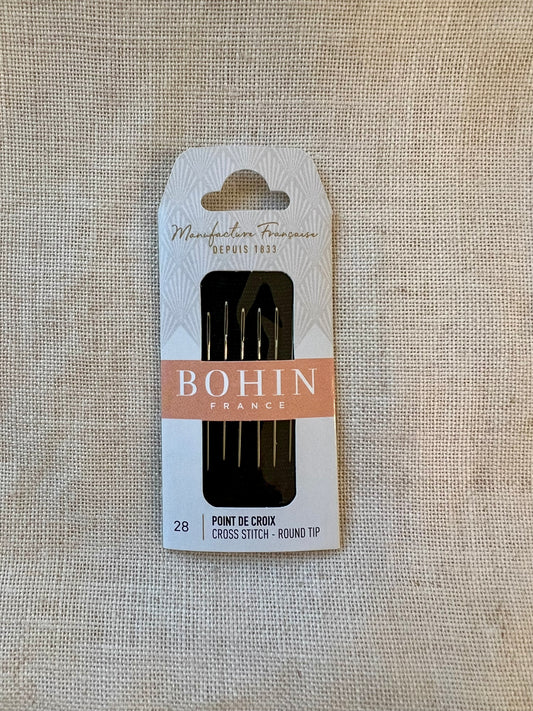 Manufacture Française
DEPUIS 1833
BOHIN
FRANCE
28
POINT DE CROIX
CROSS STITCH - ROUND TIP